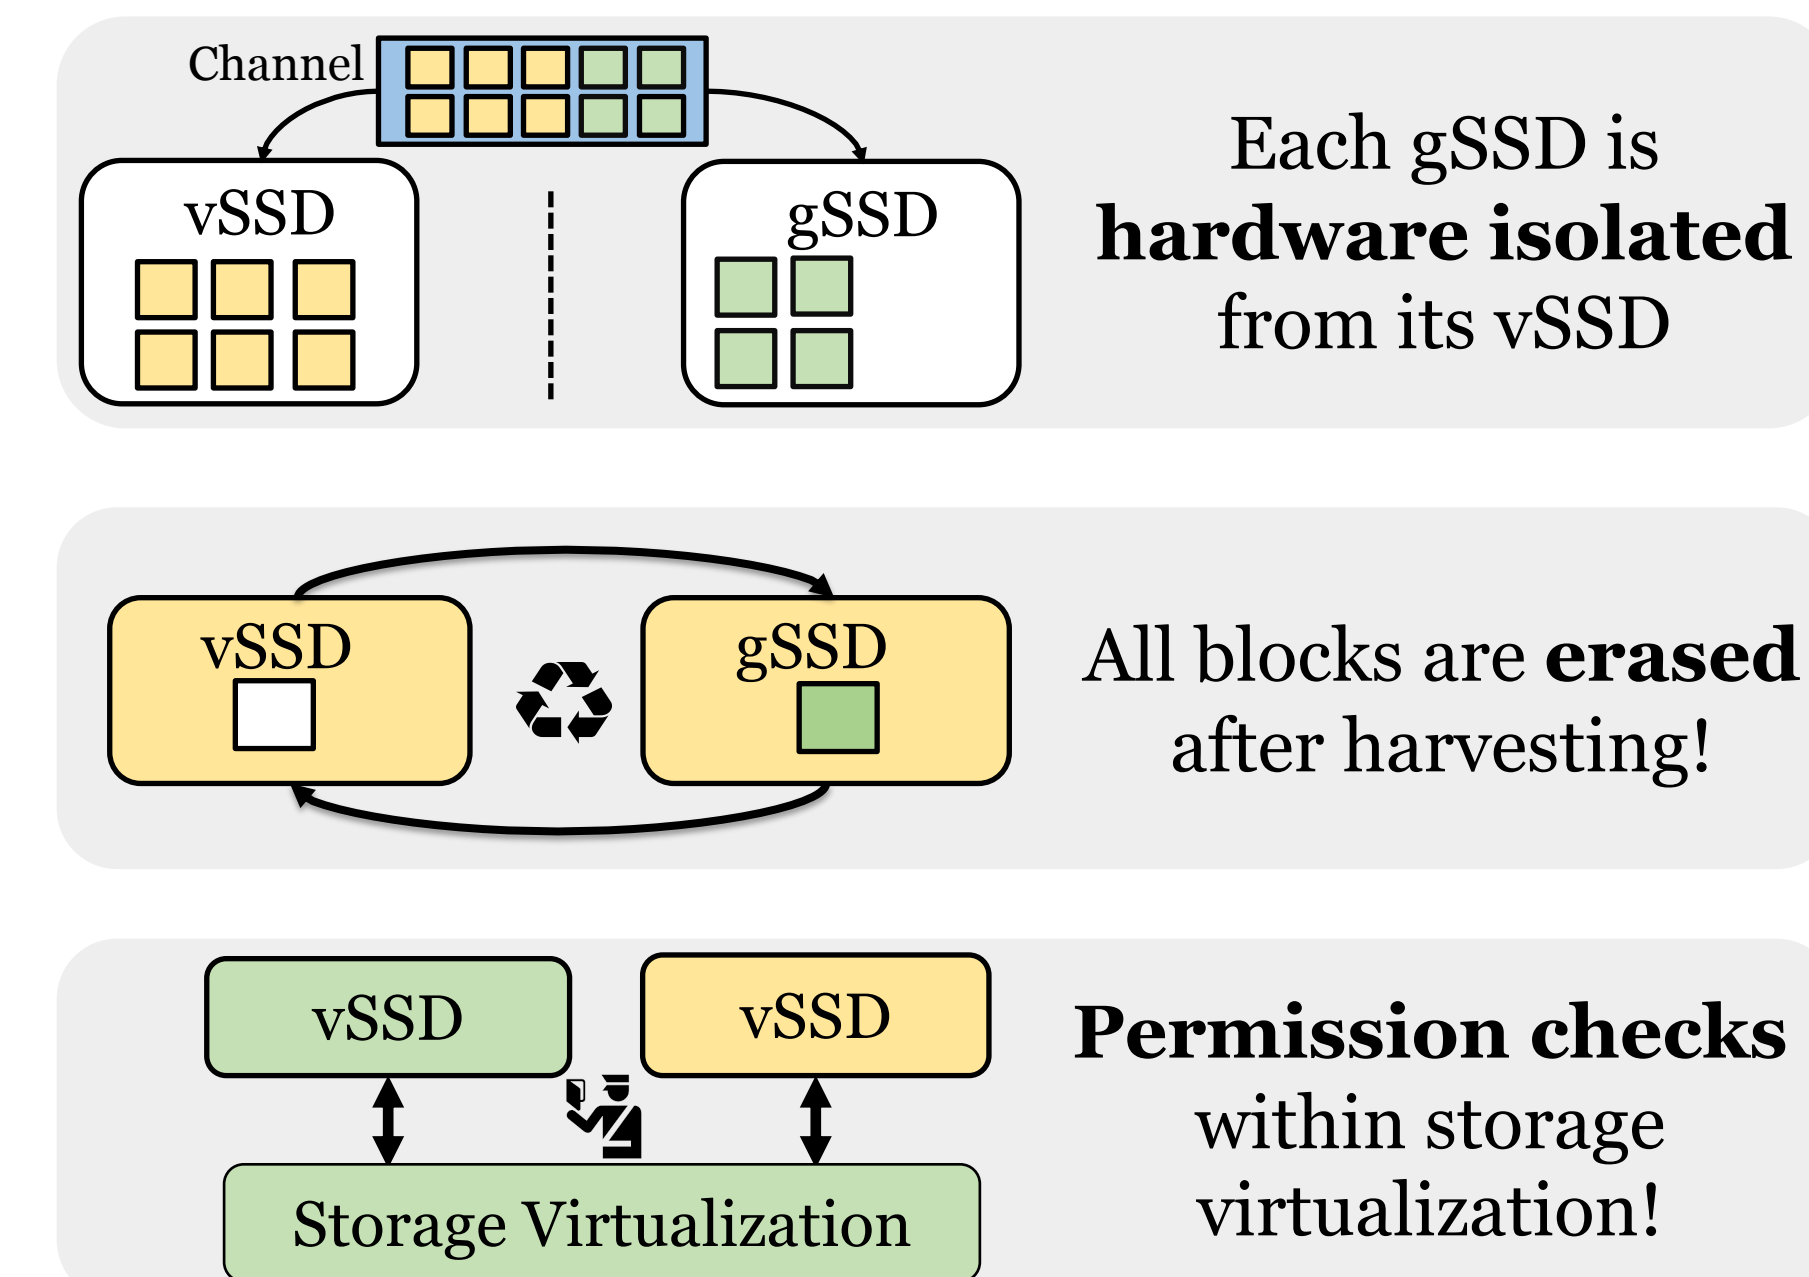 Channel
vSSD
gSSD
Each gSSD is
hardware isolated
from its vSSD
vSSD
gSSD
All blocks are erased
after harvesting!
vSSD
vSSD
Storage Virtualization
Permission checks
within storage
virtualization!